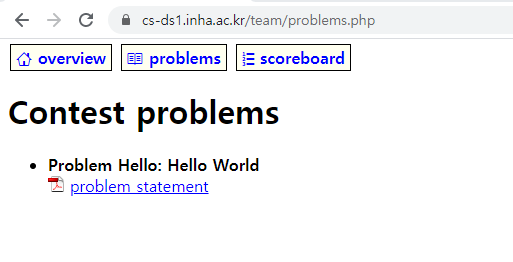 cs-ds1.inha.ac.kr/team/problems.php
overview problems scoreboard
Contest problems
Problem Hello: Hello World
problem statement